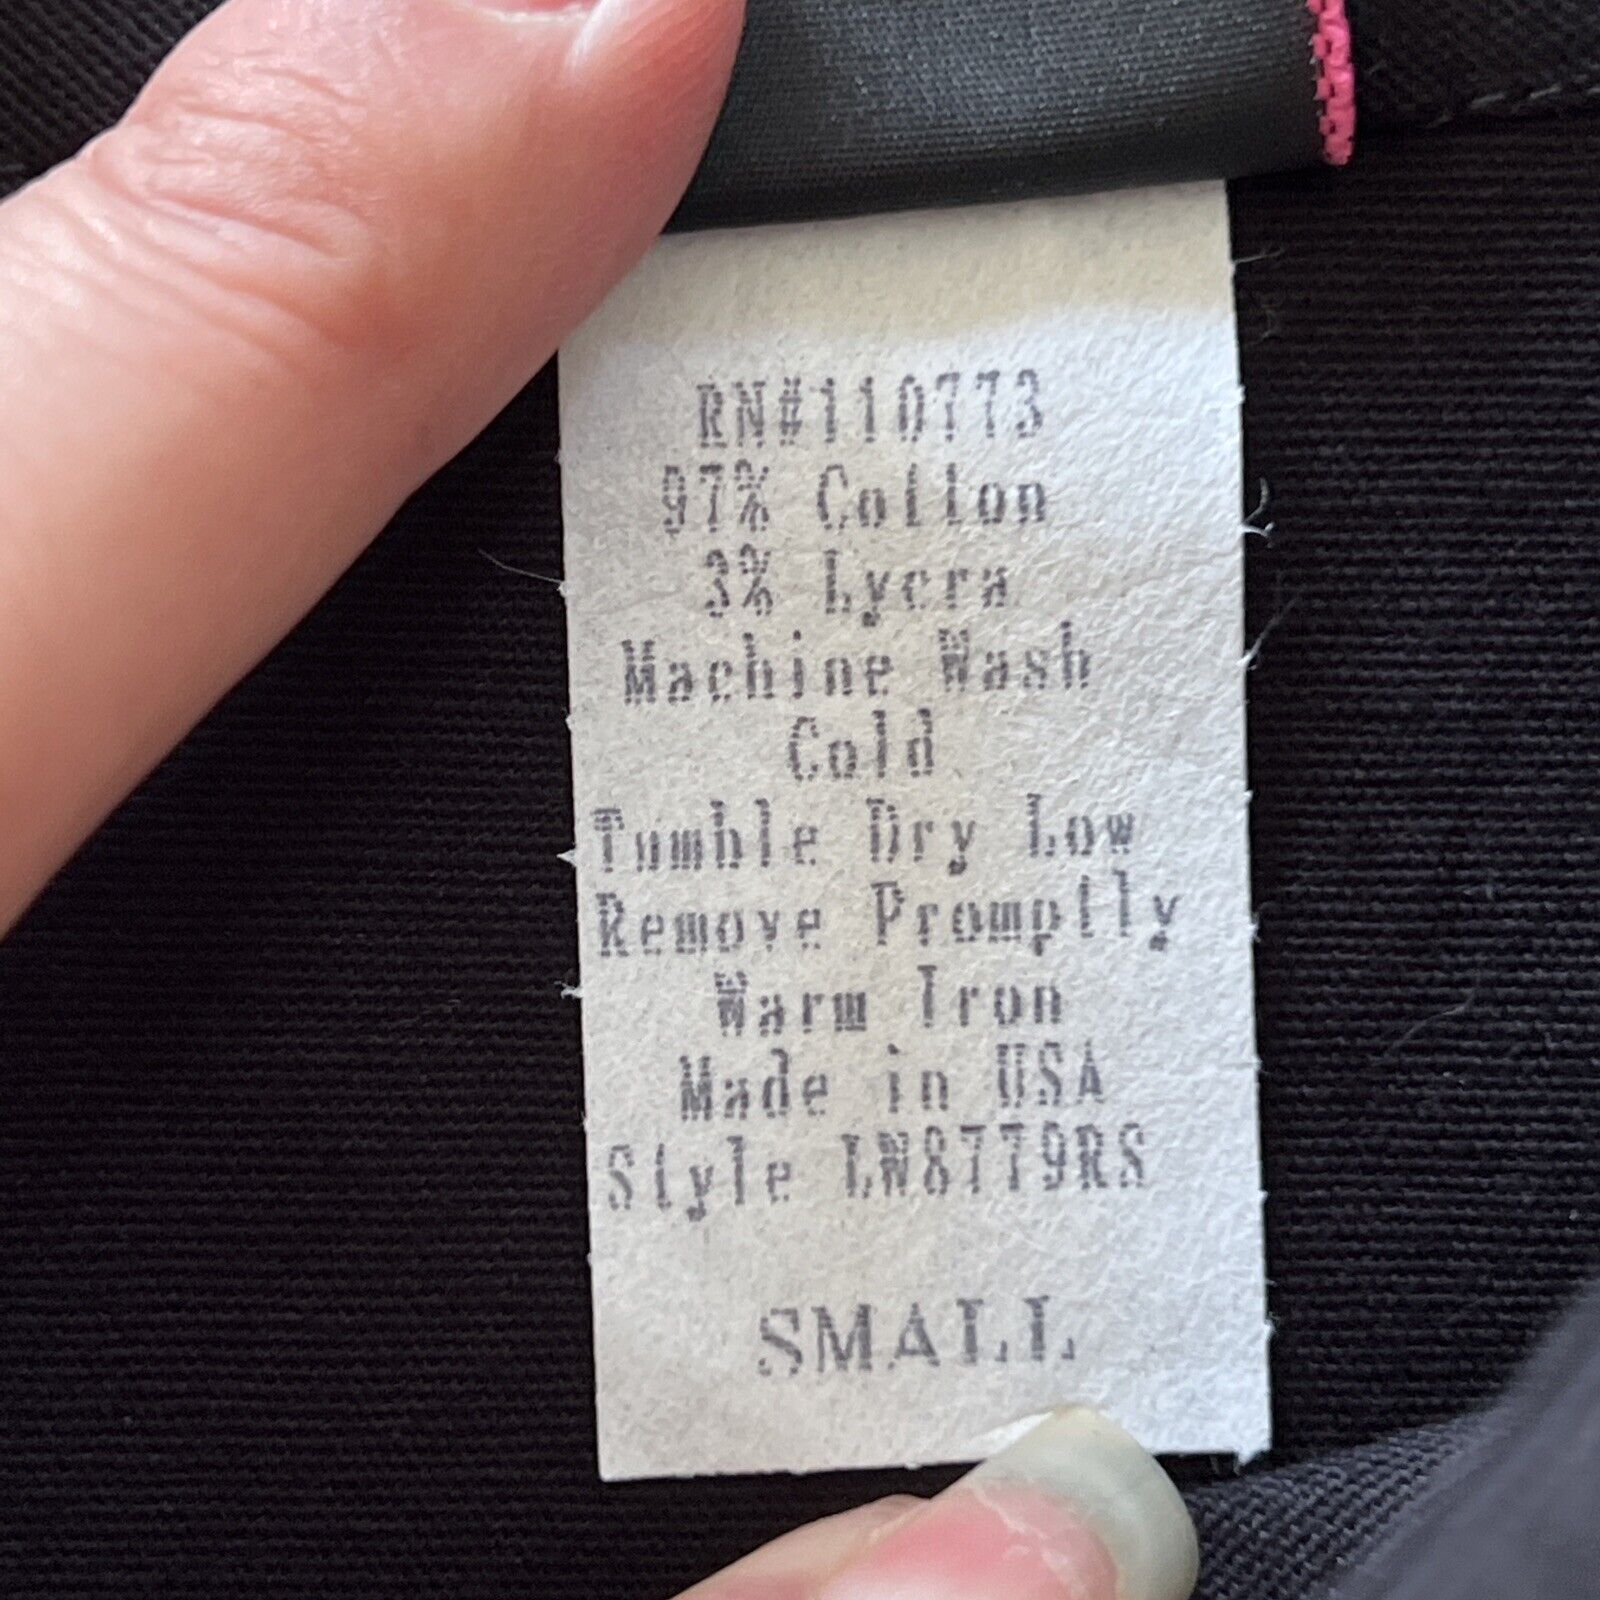 RN#110773
97% Cotton
3% Lycra
Machine Wash
Cold
Tumble Dry Low
Remove Promptly
Warm Iron
Made in USA
Style LN8779RS
SMALL